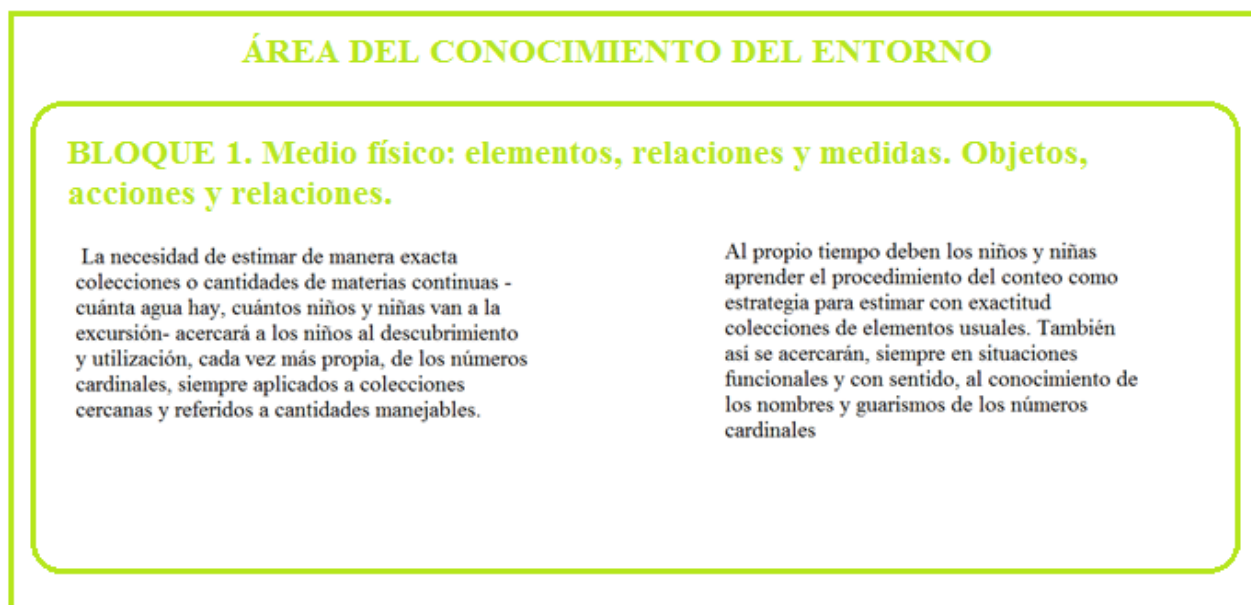 ÁREA DEL CONOCIMIENTO DEL ENTORNO
BLOQUE 1. Medio físico: elementos, relaciones y medidas. Objetos,
acciones y relaciones.
La necesidad de estimar de manera exacta
colecciones o cantidades de materias continuas -
cuánta agua hay, cuántos niños y niñas van a la
excursión- acercará a los niños al descubrimiento
y utilización, cada vez más propia, de los números
cardinales, siempre aplicados a colecciones
cercanas y referidos a cantidades manejables.
Al propio tiempo deben los niños y niñas
aprender el procedimiento del conteo como
estrategia para estimar con exactitud
colecciones de elementos usuales. También
así se acercarán, siempre en situaciones
funcionales y con sentido, al conocimiento de
los nombres y guarismos de los números
cardinales